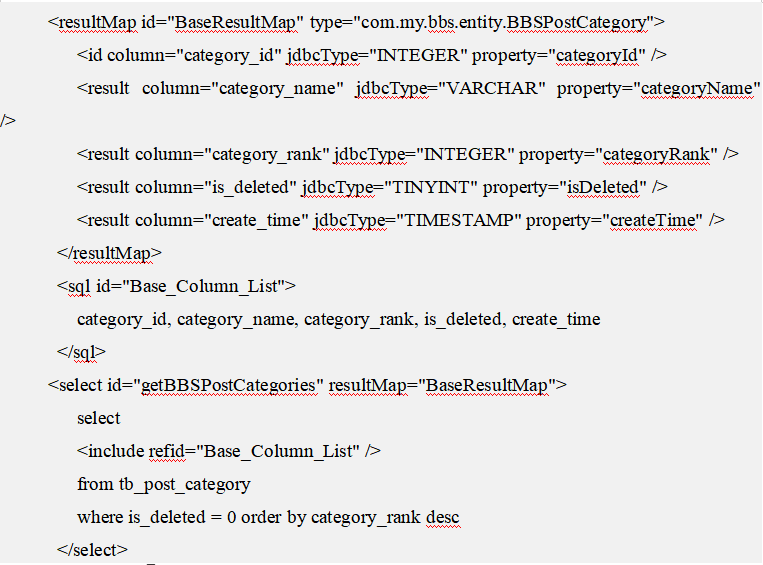 <resultMap id="BaseResultMap" type="com.my.bbs.entity.BBSPostCategory">
<id column="category_id" jdbcType="INTEGER" property="categoryId" />
<result column="category_name" jdbcType="VARCHAR" property="categoryName"
/>
<result column="category_rank" jdbcType="INTEGER" property="categoryRank" />
<result column="is_deleted" jdbcType="TINYINT" property="isDeleted" />
<result column="create_time" jdbcType="TIMESTAMP" property="createTime" />
</resultMap>
<sql id="Base_Column_List">
category_id, category_name, category_rank, is_deleted, create_time
</sql>
<select id="getBBSPostCategories" resultMap="BaseResultMap">
select
<include refid="Base_Column_List" />
from tb_post_category
where is_deleted = 0 order by category_rank desc
</select>